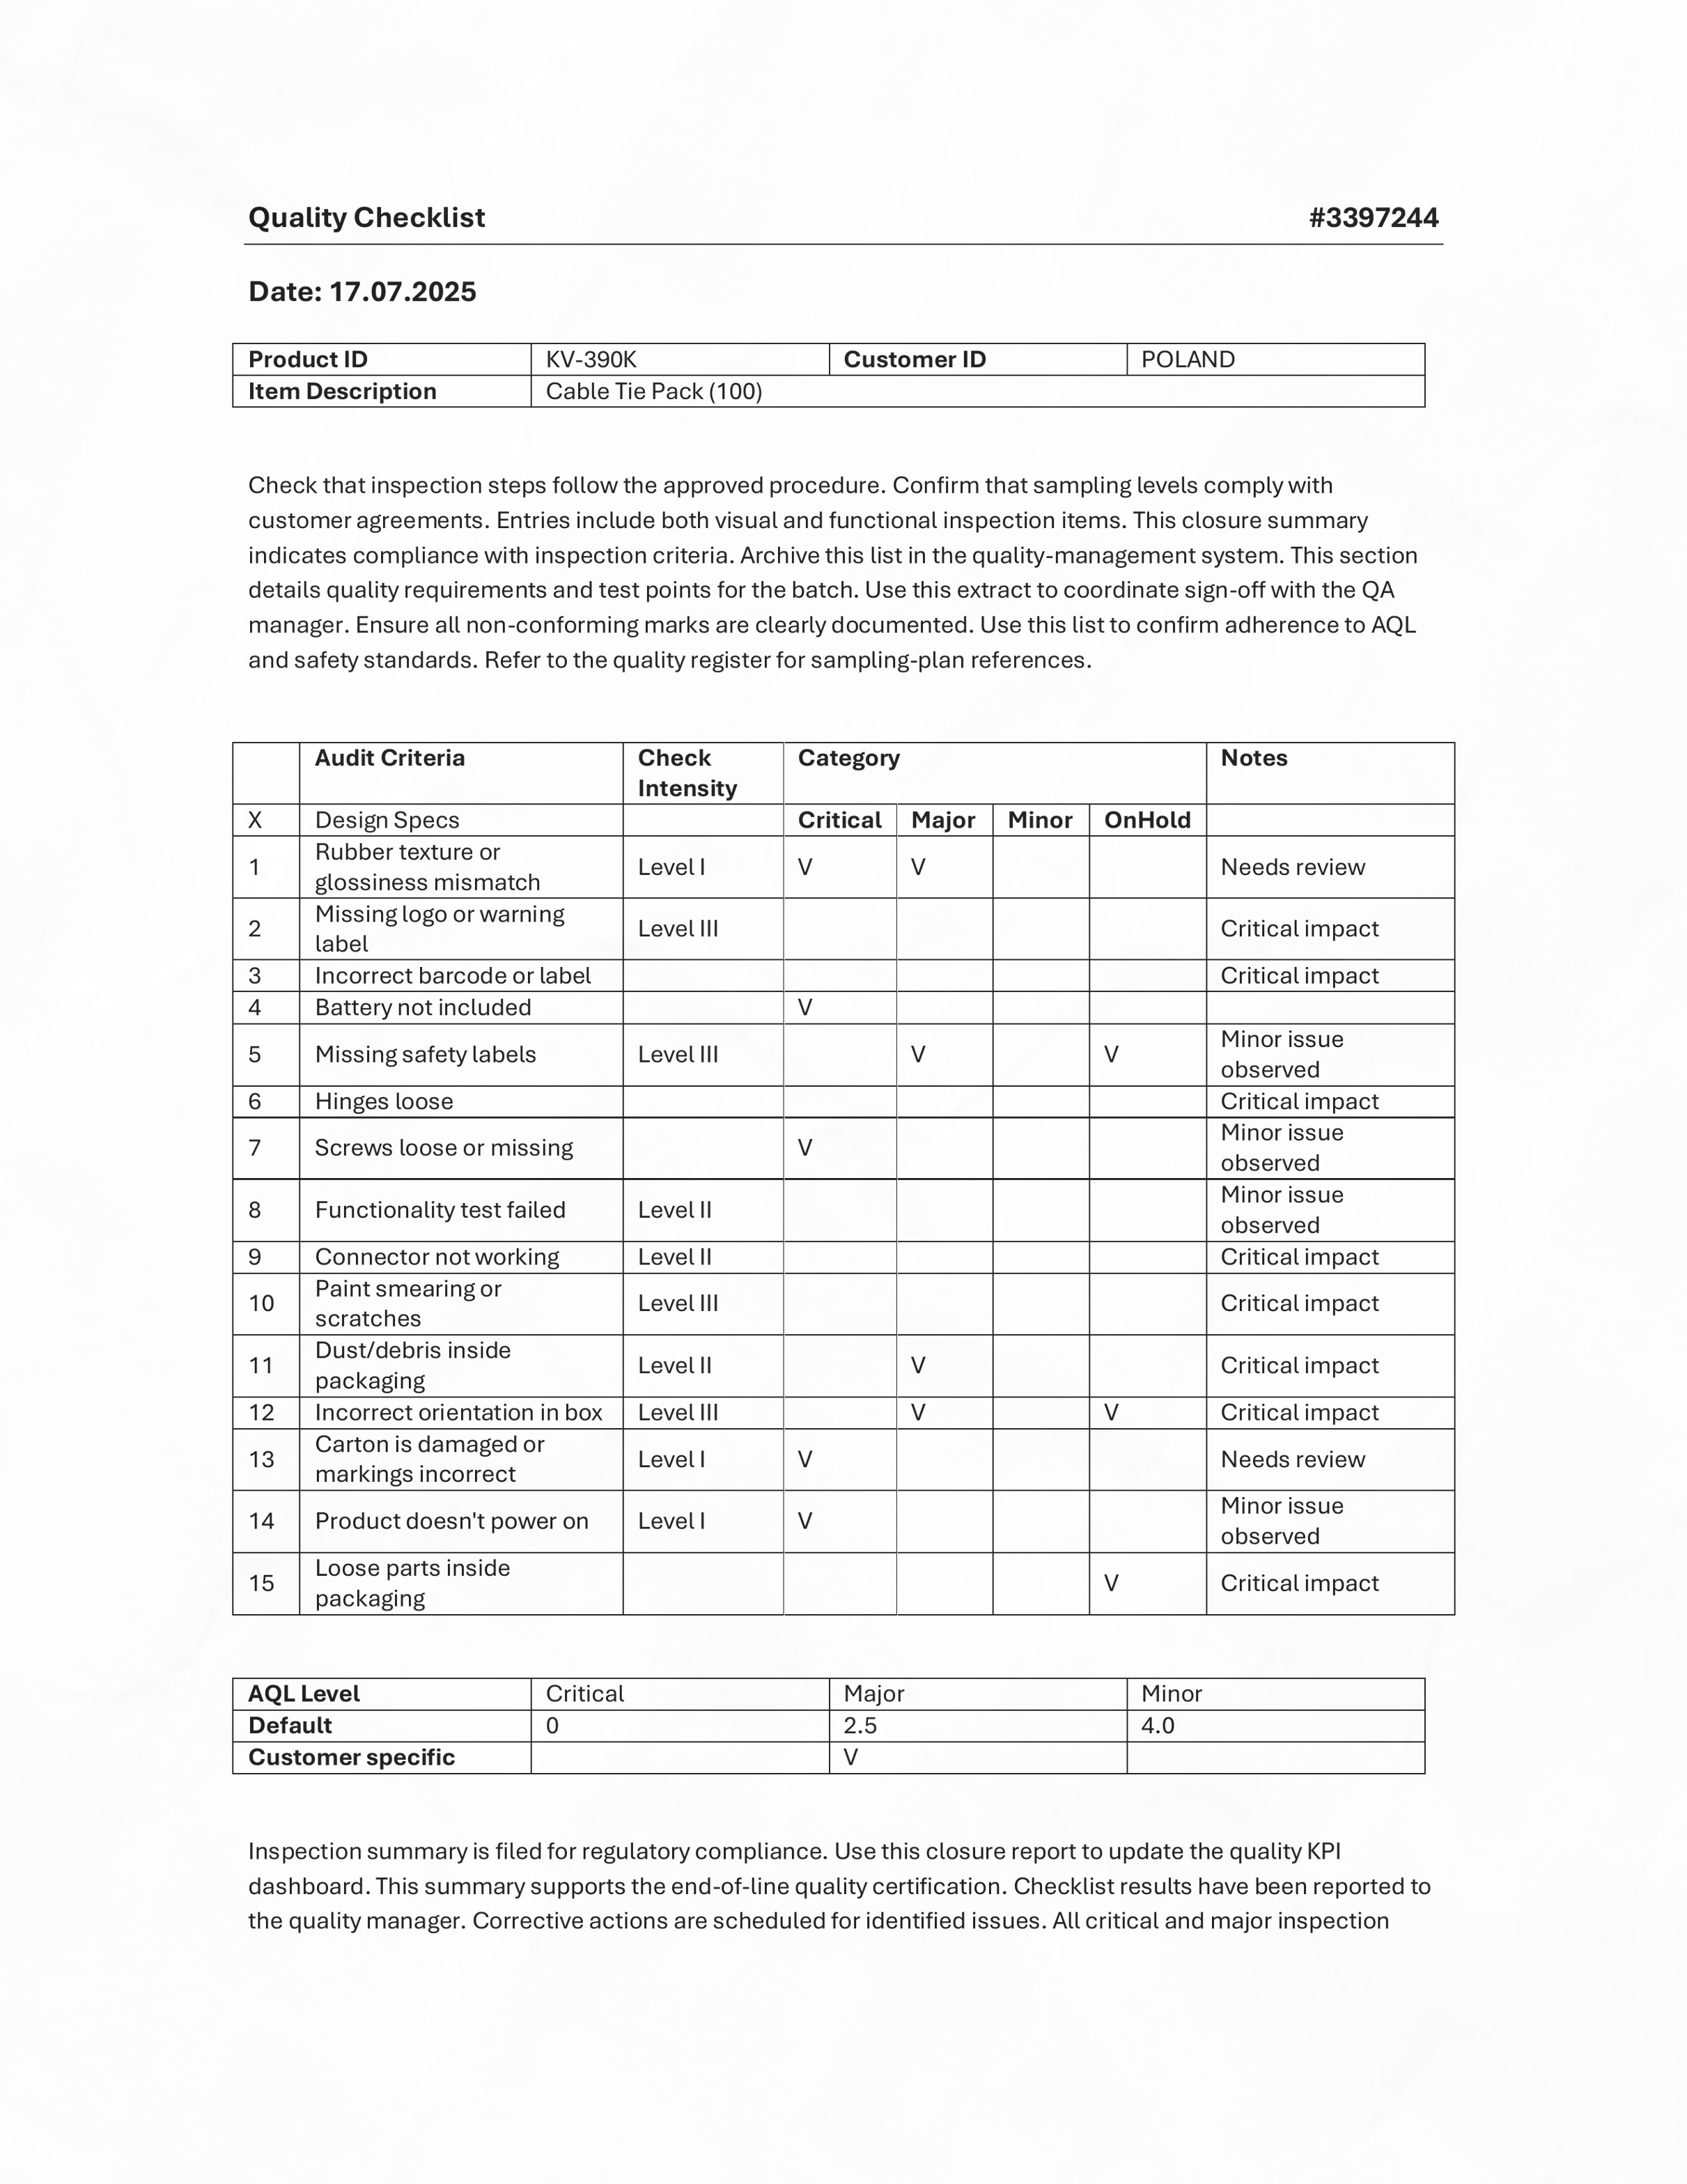 Quality Checklist #3397244
Date: 17.07.2025
Product ID KV-390K Customer ID POLAND
Item Description Cable Tie Pack (100)
Check that inspection steps follow the approved procedure. Confirm that sampling levels comply with
customer agreements. Entries include both visual and functional inspection items. This closure summary
indicates compliance with inspection criteria. Archive this list in the quality-management system. This section
details quality requirements and test points for the batch. Use this extract to coordinate sign-off with the QA
manager. Ensure all non-conforming marks are clearly documented. Use this list to confirm adherence to AQL
and safety standards. Refer to the quality register for sampling-plan references.
Audit Criteria Check Category Notes
Intensity
X Design Specs Critical Major Minor OnHold
Rubber texture or
1 Level I V V Needs review
glossiness mismatch
Missing logo or warning
2 Level III Critical impact
label
3 Incorrect barcode or label Critical impact
4 Battery not included V
Minor issue
5 Missing safety labels Level III V V
observed
6 Hinges loose Critical impact
Minor issue
7 Screws loose or missing V
observed
Minor issue
8 Functionality test failed Level II
observed
9 Connector not working Level II Critical impact
Paint smearing or
10 Level III Critical impact
scratches
Dust/debris inside
11 Level II V Critical impact
packaging
12 Incorrect orientation in box Level III V V Critical impact
Carton is damaged or
13 Level I V Needs review
markings incorrect
Minor issue
14 Product doesn't power on Level I V
observed
Loose parts inside
15 V Critical impact
packaging
AQL Level Critical Major Minor
Default 0 2.5 4.0
Customer specific V
Inspection summary is filed for regulatory compliance. Use this closure report to update the quality KPI
dashboard. This summary supports the end-of-line quality certification. Checklist results have been reported to
the quality manager. Corrective actions are scheduled for identified issues. All critical and major inspection